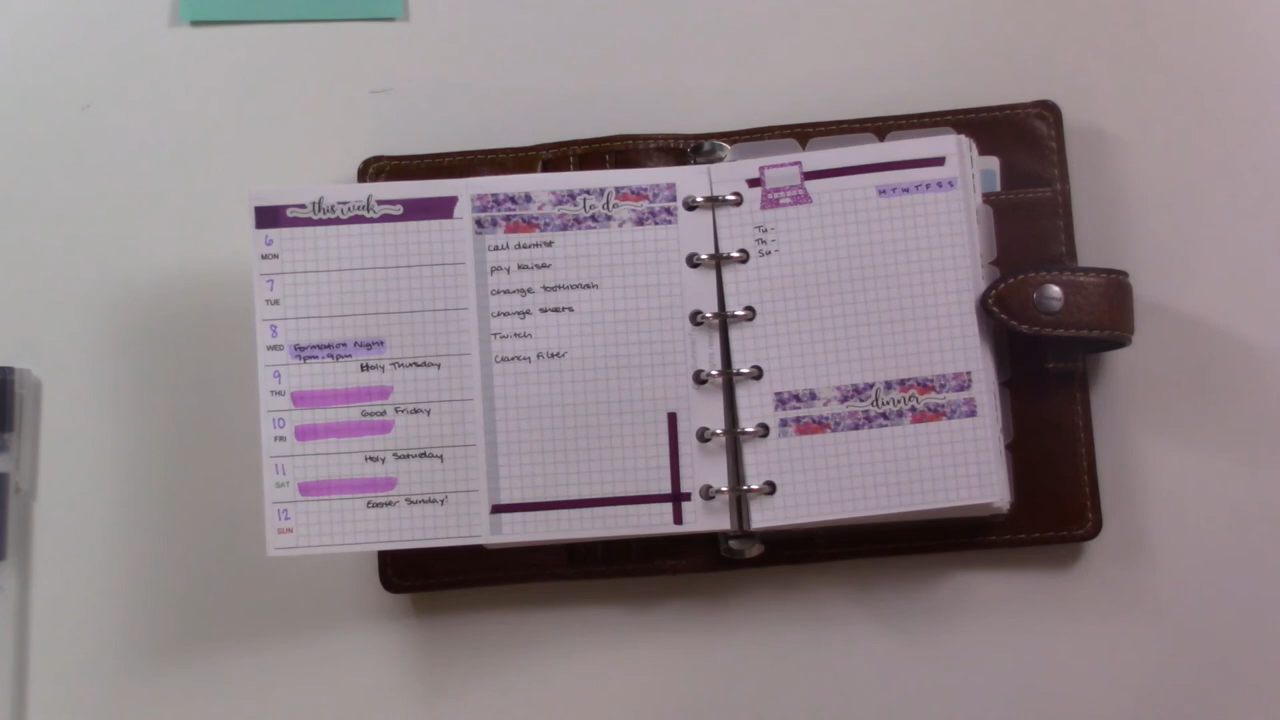 this week
6
MON
7
TUE
8
WED
Formation Night
7pm-9pm
Holy Thursday
9
THU
Good Friday
10
FRI
Holy Saturday
11
SAT
Easter Sunday!
12
SUN
to do
call dentist
pay Kaiser
change toothbrush
change sheets
Twitch
Clancy Filter
M T W T F S S
Tu -
Th -
Su -
dinner